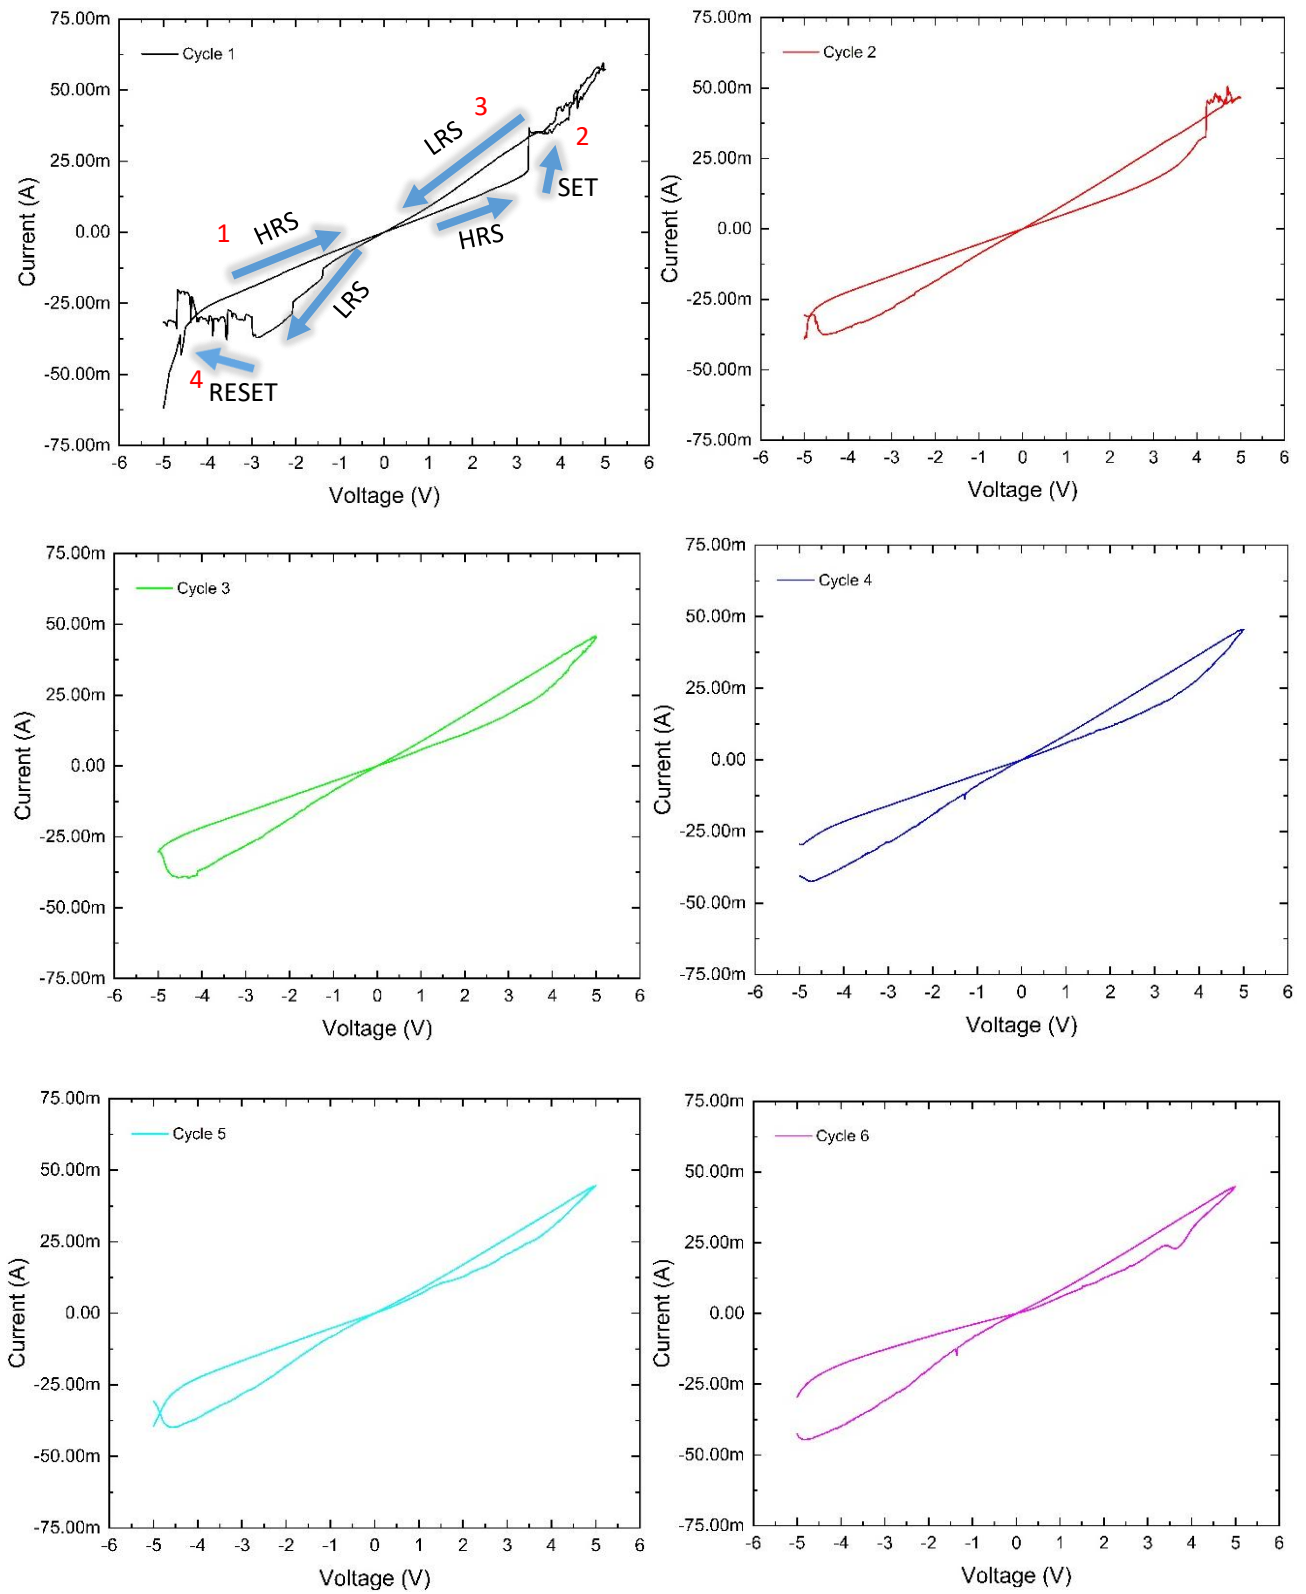 75.00m
Cycle 1
50.00m
3
LRS
2
25.00m
SET
Current (A)
1
HRS
0.00
HRS
-25.00m
LRS
-50.00m
4
RESET
-75.00m
-6 -5 -4 -3 -2 -1 0 1 2 3 4 5 6
Voltage (V)
75.00m
Cycle 2
50.00m
25.00m
Current (A)
0.00
-25.00m
-50.00m
-75.00m
-6 -5 -4 -3 -2 -1 0 1 2 3 4 5 6
Voltage (V)
75.00m
Cycle 3
50.00m
25.00m
Current (A)
0.00
-25.00m
-50.00m
-75.00m
-6 -5 -4 -3 -2 -1 0 1 2 3 4 5 6
Voltage (V)
75.00m
Cycle 4
50.00m
25.00m
Current (A)
0.00
-25.00m
-50.00m
-75.00m
-6 -5 -4 -3 -2 -1 0 1 2 3 4 5 6
Voltage (V)
75.00m
Cycle 5
50.00m
25.00m
Current (A)
0.00
-25.00m
-50.00m
-75.00m
-6 -5 -4 -3 -2 -1 0 1 2 3 4 5 6
Voltage (V)
75.00m
Cycle 6
50.00m
25.00m
Current (A)
0.00
-25.00m
-50.00m
-75.00m
-6 -5 -4 -3 -2 -1 0 1 2 3 4 5 6
Voltage (V)